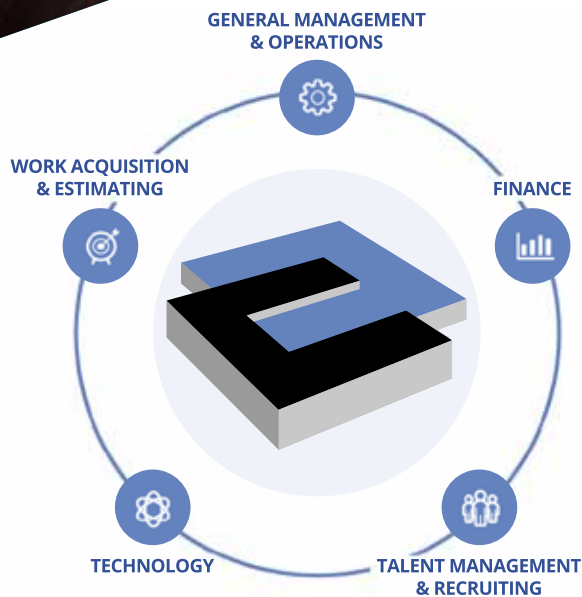 GENERAL MANAGEMENT
& OPERATIONS
WORK ACQUISITION
& ESTIMATING
FINANCE
TECHNOLOGY
TALENT MANAGEMENT
& RECRUITING